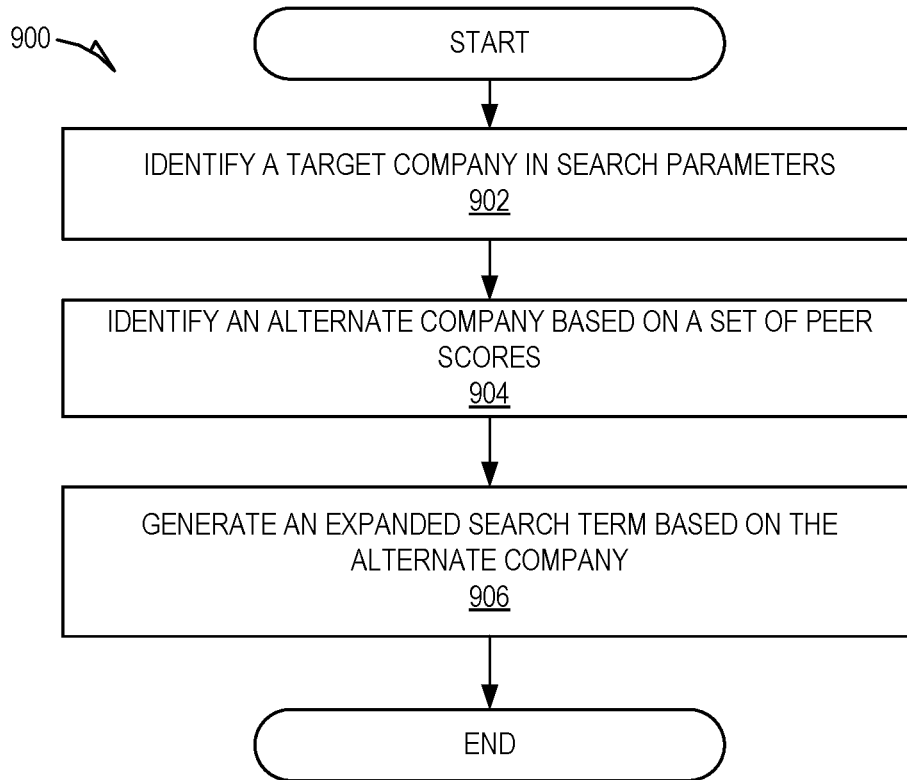 900
START
IDENTIFY A TARGET COMPANY IN SEARCH PARAMETERS
902
IDENTIFY AN ALTERNATE COMPANY BASED ON A SET OF PEER
SCORES
904
GENERATE AN EXPANDED SEARCH TERM BASED ON THE
ALTERNATE COMPANY
906
END